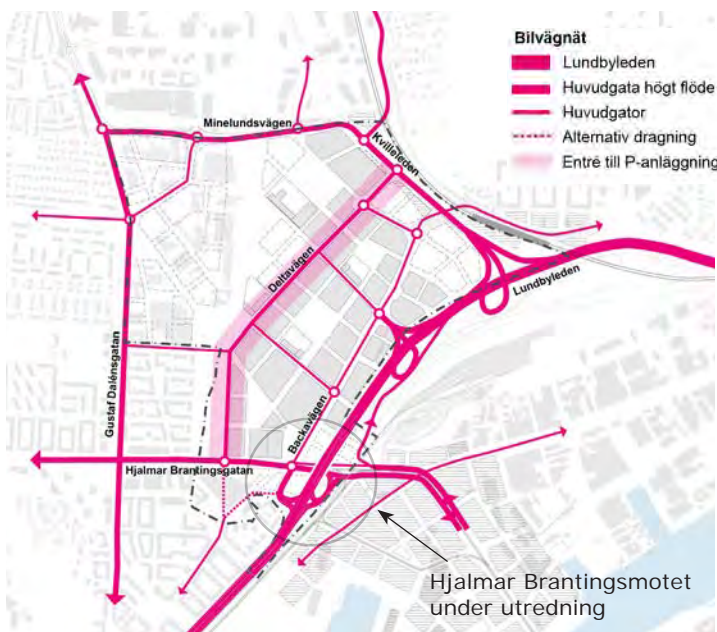 Bilvägnät
Lundbyleden
Huvudgata högt flöde
Huvudgator
Alternativ dragning
Entré till P-anläggning
Minelundsvägen
Kvilleleden
Deltavägen
Lundbyleden
Gustaf Dalénsgatan
Backavägen
Hjalmar Brantingsgatan
Hjalmar Brantingsmotet
under utredning